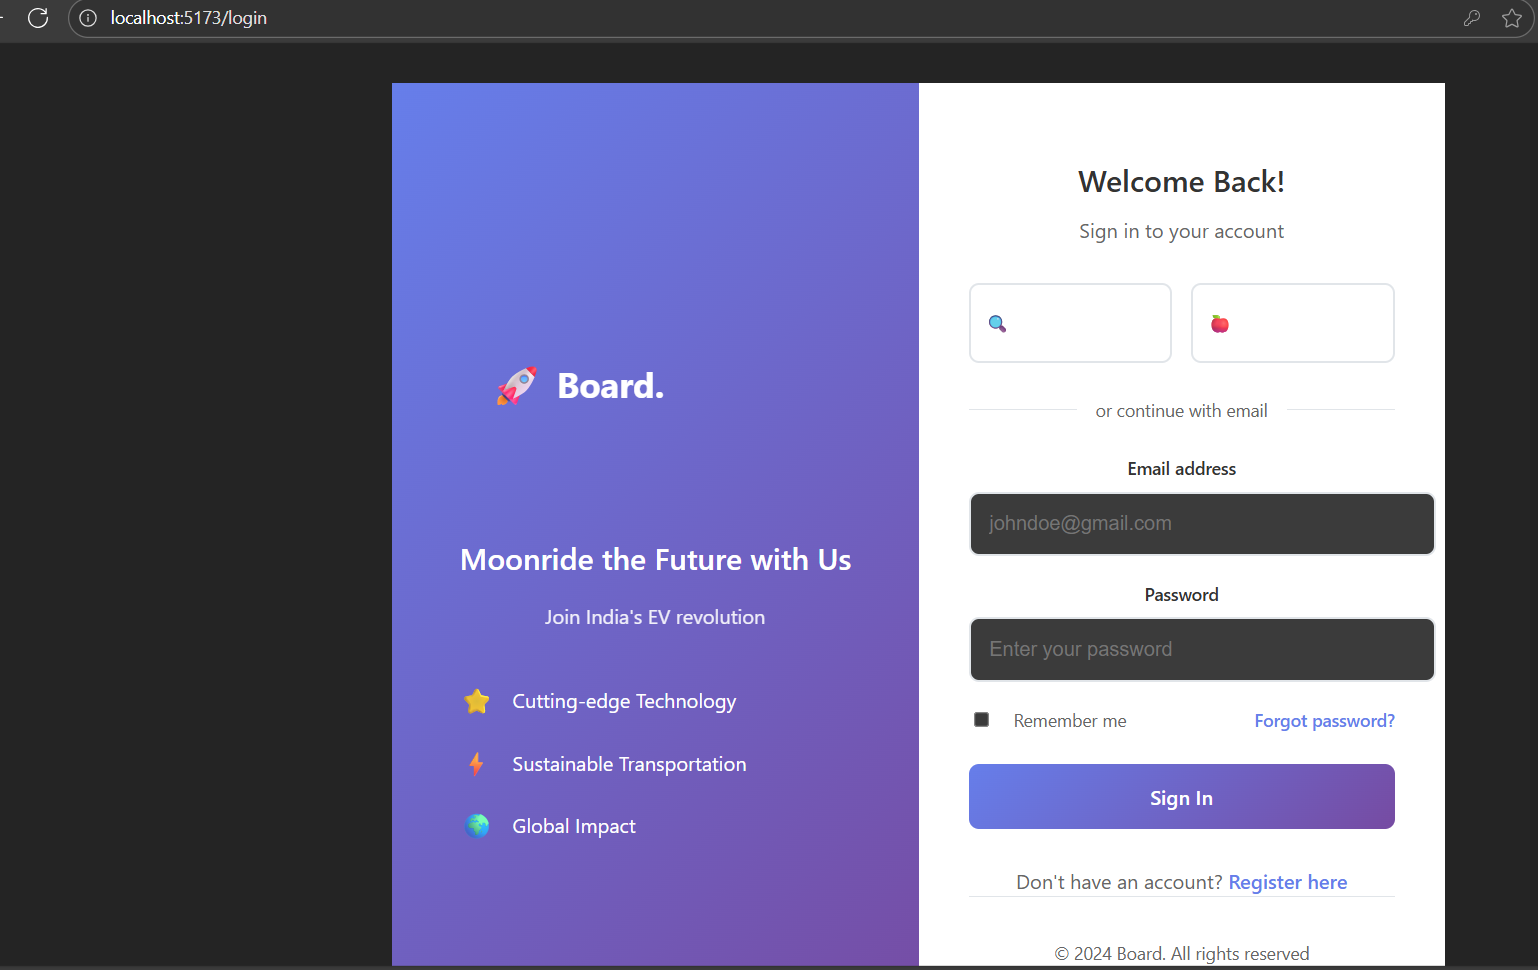 localhost:5173/login
Board.
Moonride the Future with Us
Join India's EV revolution
Cutting-edge Technology
Sustainable Transportation
Global Impact
Welcome Back!
Sign in to your account
or continue with email
Email address
johndoe@gmail.com
Password
Enter your password
Remember me
Forgot password?
Sign In
Don't have an account? Register here
© 2024 Board. All rights reserved